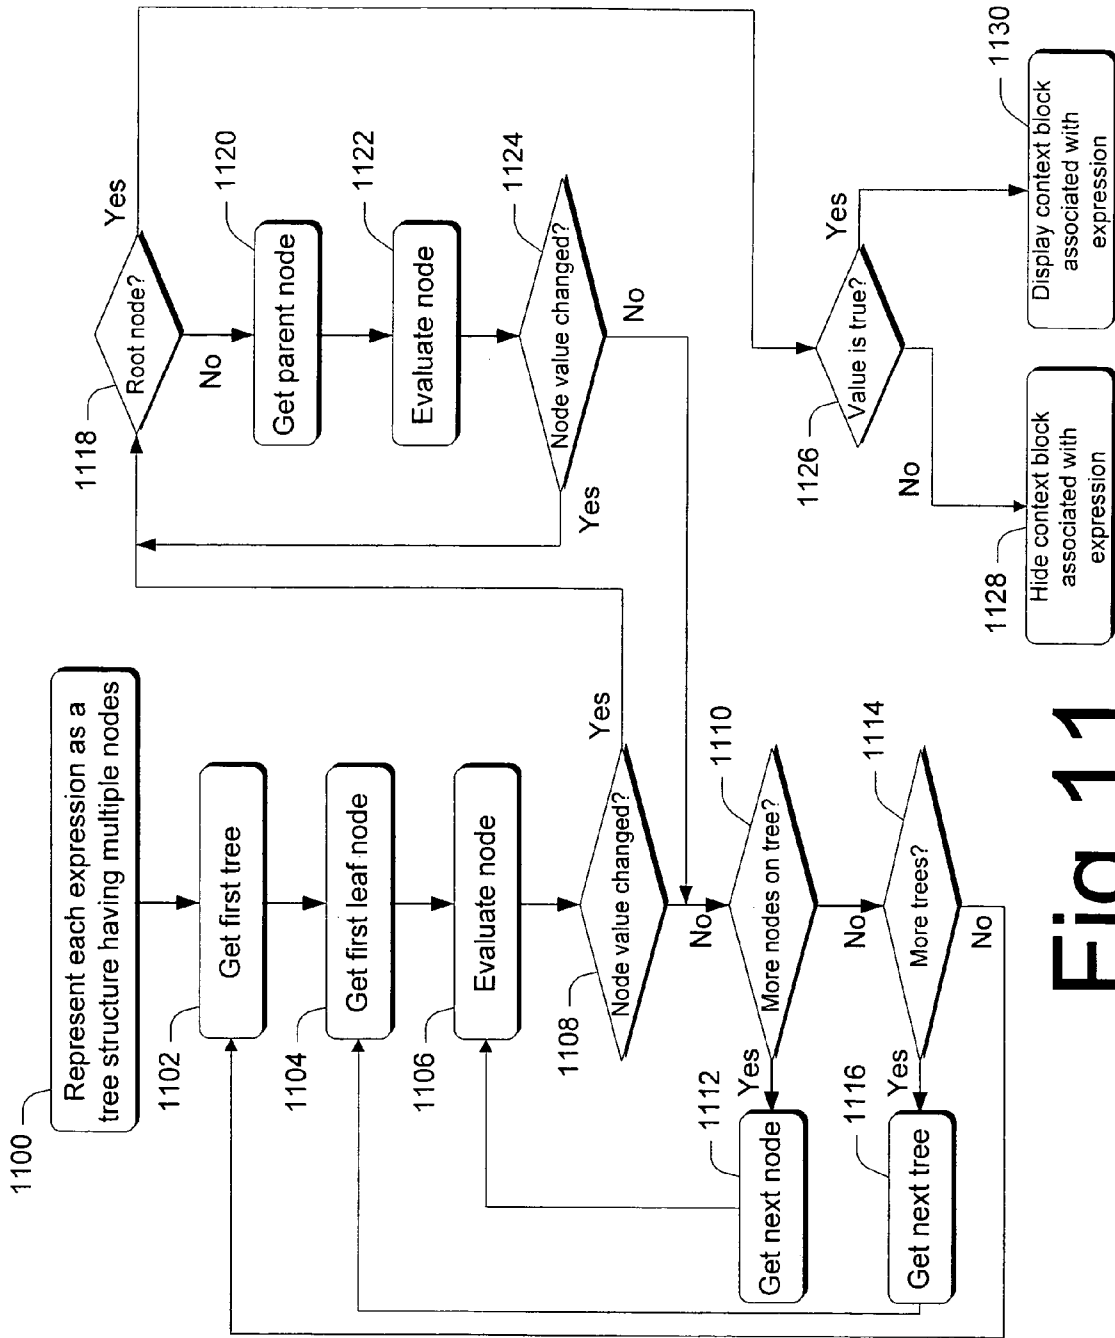 1100
Represent each expression as a
tree structure having multiple nodes
1102
Get first tree
1104
Get first leaf node
1106
Evaluate node
1108
Node value changed?
Yes
No
1110
More nodes on tree?
Yes
No
1112
Get next node
1114
More trees?
Yes
No
1116
Get next tree
1118
Root node?
Yes
No
1120
Get parent node
1122
Evaluate node
1124
Node value changed?
Yes
No
1126
Value is true?
Yes
No
1128
Hide context block
associated with
expression
1130
Display context block
associated with
expression
Fig 11